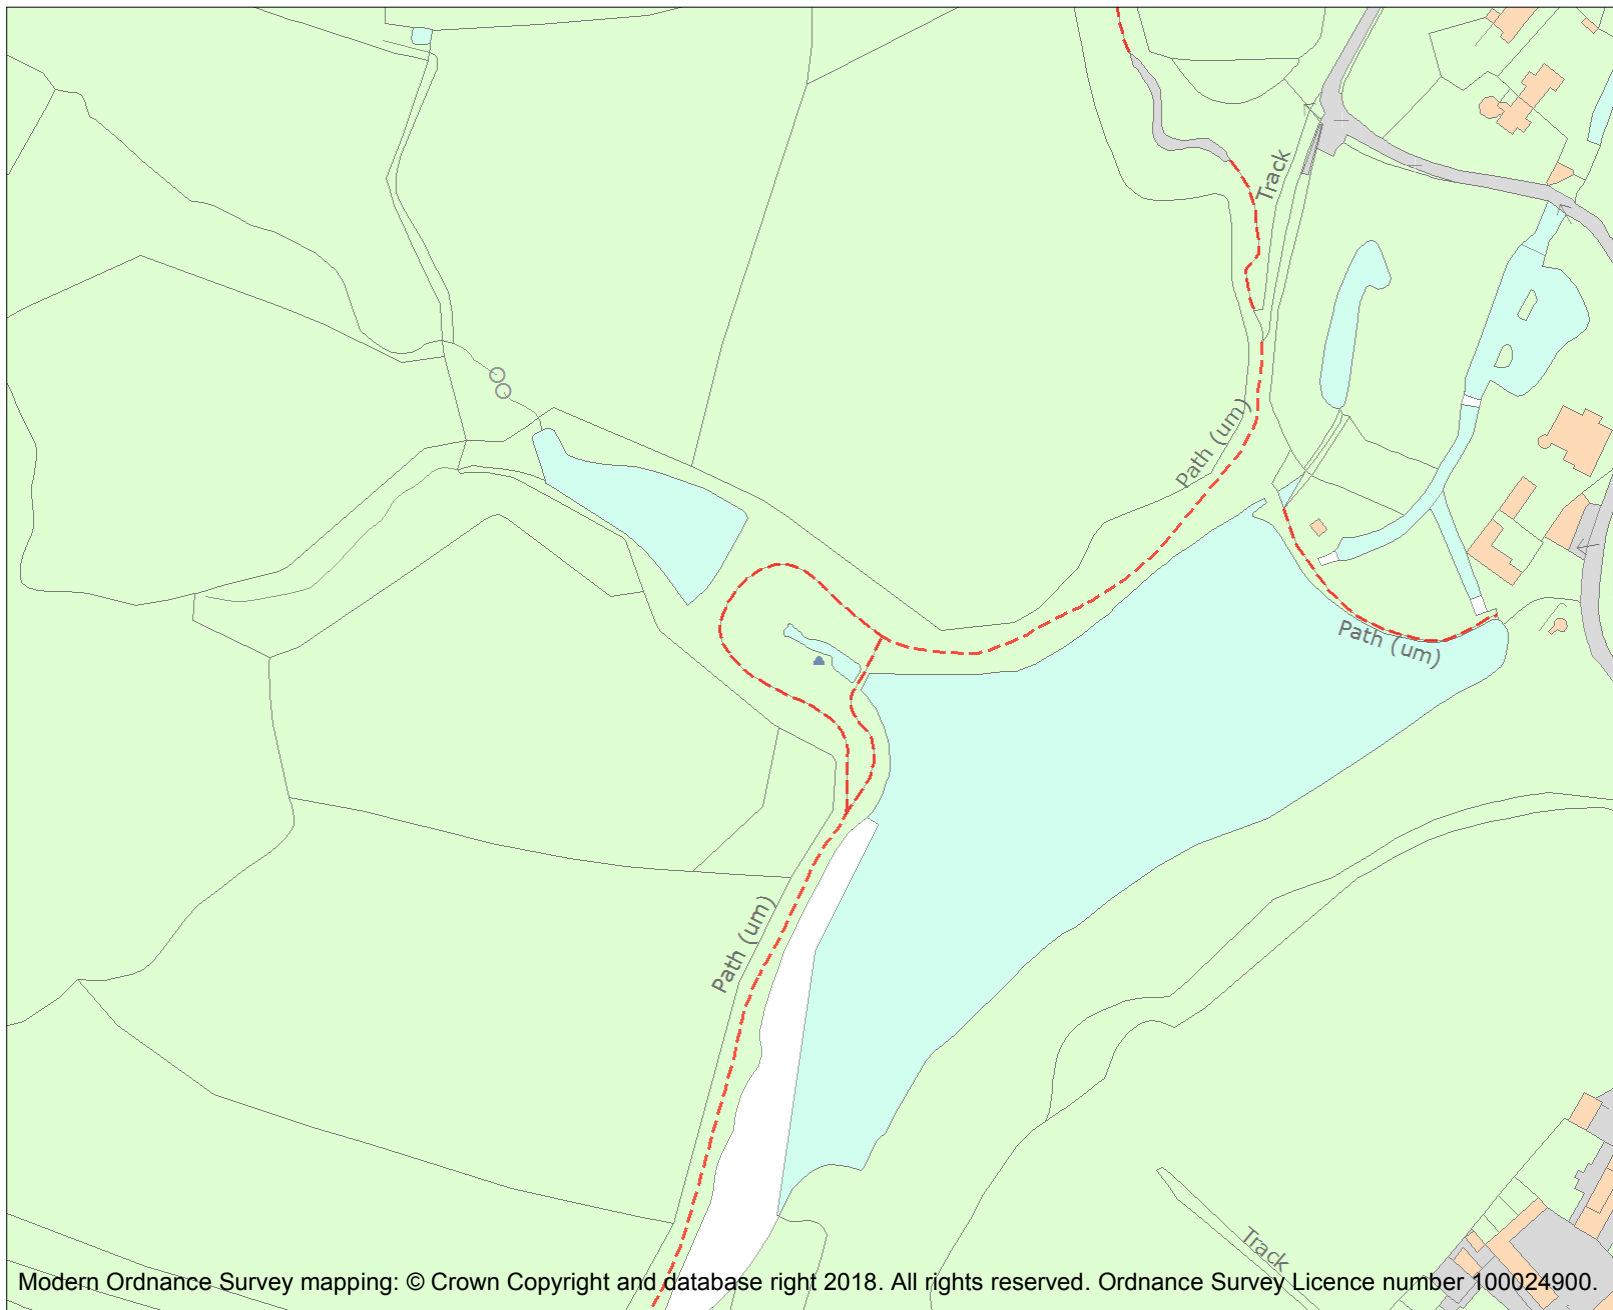 Track
Path (um)
Path (um)
Path (um)
Track
Modern Ordnance Survey mapping: © Crown Copyright and database right 2018. All rights reserved. Ordnance Survey Licence number 100024900.